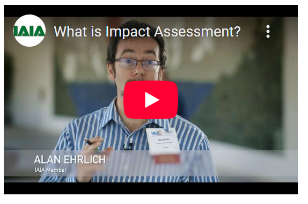 IAIA
What is Impact Assessment?
ALAN EHRLICH
IAIA Member